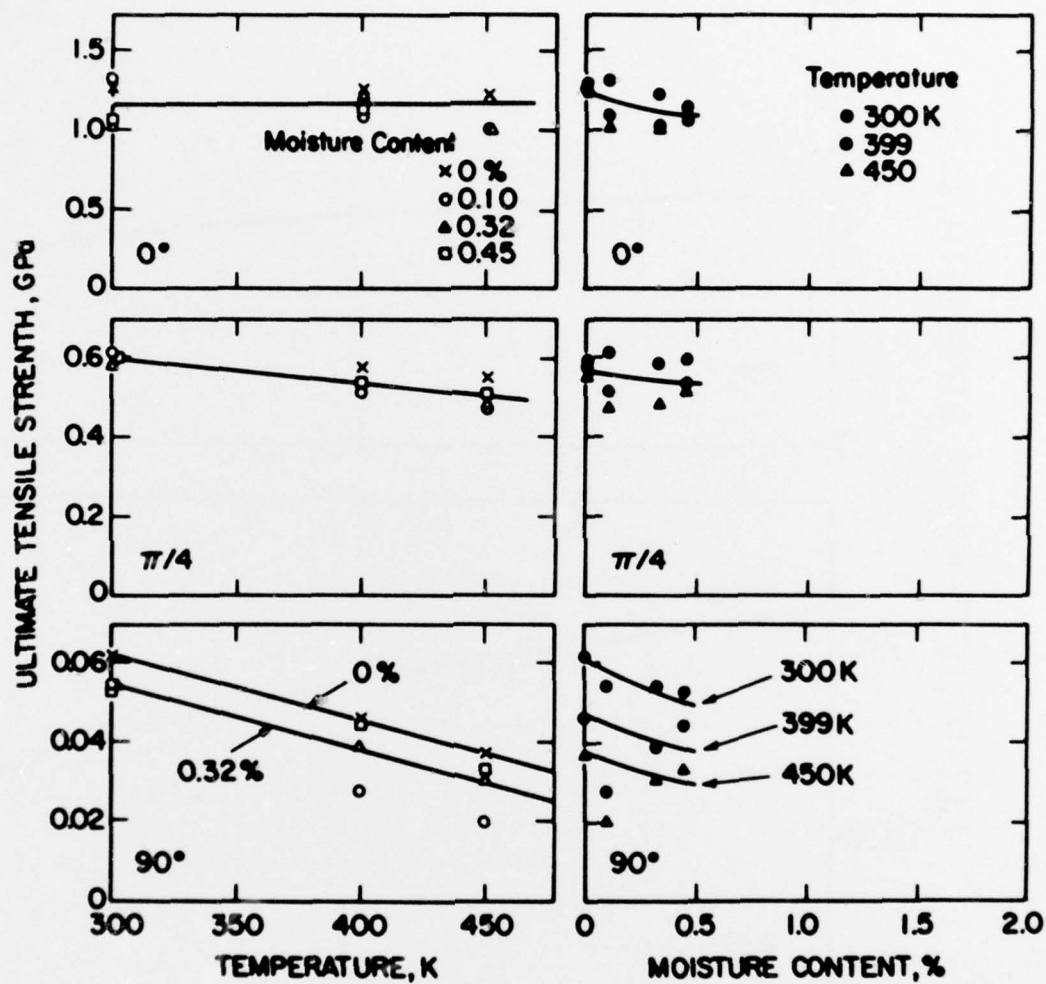 ULTIMATE TENSILE STRENGTH, GPa
1.5
1.0
0.5
0
Moisture Content
× 0 %
○ 0.10
▲ 0.32
□ 0.45
0°
Temperature
● 300 K
● 399
▲ 450
0°
0.6
0.4
0.2
0
π/4
π/4
0.06
0.04
0.02
0
0%
0.32%
90°
300 K
399 K
450 K
90°
300
350
400
450
TEMPERATURE, K
0
0.5
1.0
1.5
2.0
MOISTURE CONTENT, %